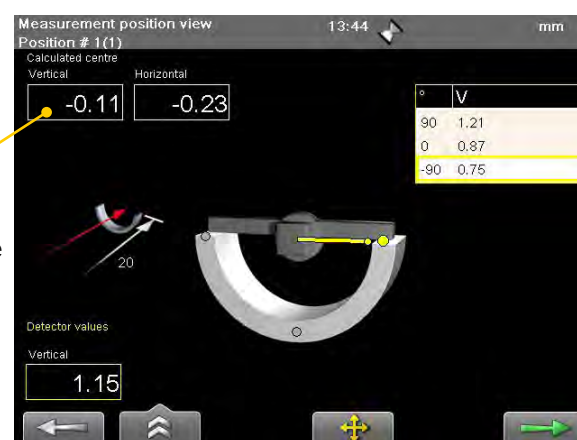 Measurement position view 13:44 mm
Position # 1(1)
Calculated centre
Vertical Horizontal
-0.11 -0.23
° V
90 1.21
0 0.87
-90 0.75
e
20
Detector values
Vertical
1.15